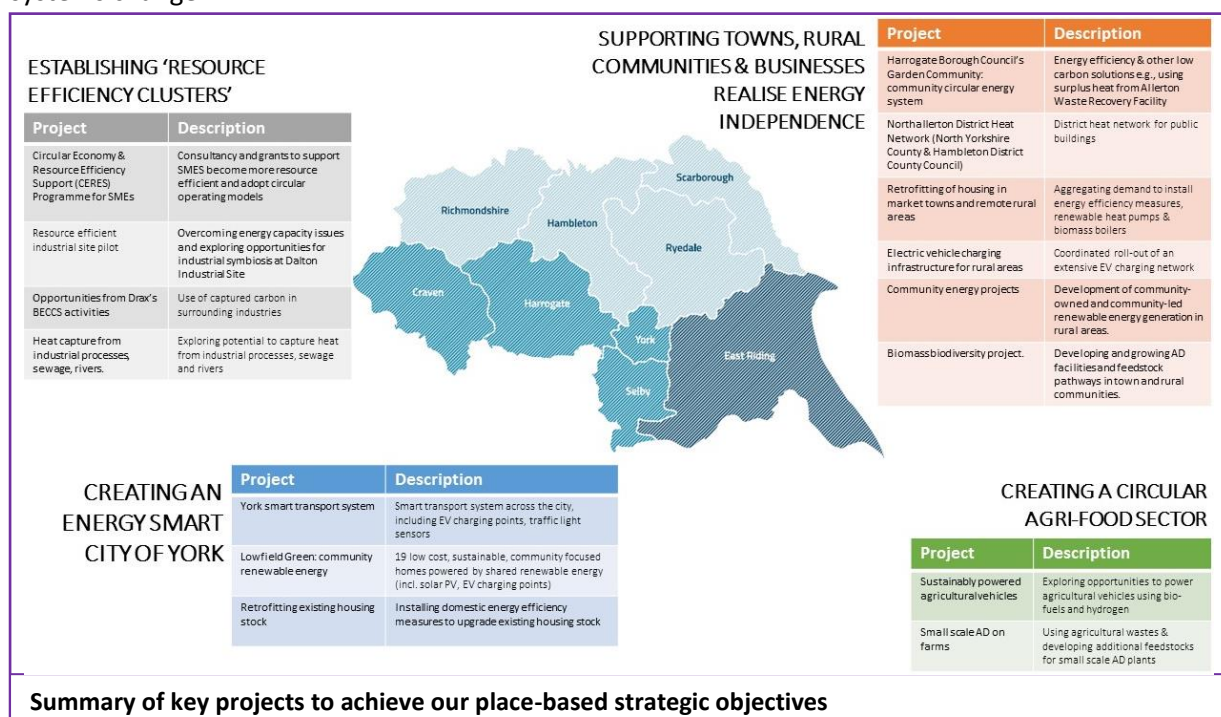 ESTABLISHING ‘RESOURCE
EFFICIENCY CLUSTERS’
Project Description
Circular Economy &
Resource Efficiency
Support (CERES)
Programme for SMEs
Consultancy and grants to support
SMES become more resource
efficient and adopt circular
operating models
Resource efficient
industrial site pilot
Overcoming energy capacity issues
and exploring opportunities for
industrial symbiosis at Dalton
Industrial Site
Opportunities from Drax's
BECCS activities
Use of captured carbon in
surrounding industries
Heat capture from
industrial processes,
sewage, rivers.
Exploring potential to capture heat
from industrial processes, sewage
and rivers
SUPPORTING TOWNS, RURAL
COMMUNITIES & BUSINESSES
REALISE ENERGY
INDEPENDENCE
Project Description
Harrogate Borough Council's
Garden Community:
community circular energy
system
Energy efficiency & other low
carbon solutions e.g., using
surplus heat from Allerton
Waste Recovery Facility
Northallerton District Heat
Network (North Yorkshire
County & Hambleton District
County Council)
District heat network for public
buildings
Retrofitting of housing in
market towns and remote rural
areas
Aggregating demand to install
energy efficiency measures,
renewable heat pumps &
biomass boilers
Electric vehicle charging
infrastructure for rural areas
Coordinated roll-out of an
extensive EV charging network
Community energy projects
Development of community-
owned and community-led
renewable energy generation in
rural areas.
Biomass biodiversity project.
Developing and growing AD
facilities and feedstock
pathways in town and rural
communities.
Scarborough
Richmondshire
Hambleton
Ryedale
Craven
Harrogate
York
East Riding
Selby
CREATING AN
ENERGY SMART
CITY OF YORK
Project Description
York smart transport system
Smart transport system across the city,
including EV charging points, traffic light
sensors
Lowfield Green: community
renewable energy
19 low cost, sustainable, community focused
homes powered by shared renewable energy
(incl. solar PV, EV charging points)
Retrofitting existing housing
stock
Installing domestic energy efficiency
measures to upgrade existing housing stock
CREATING A CIRCULAR
AGRI-FOOD SECTOR
Project Description
Sustainably powered
agricultural vehicles
Exploring opportunities to power
agricultural vehicles using bio-
fuels and hydrogen
Small scale AD on
farms
Using agricultural wastes &
developing additional feedstocks
for small scale AD plants
Summary of key projects to achieve our place-based strategic objectives